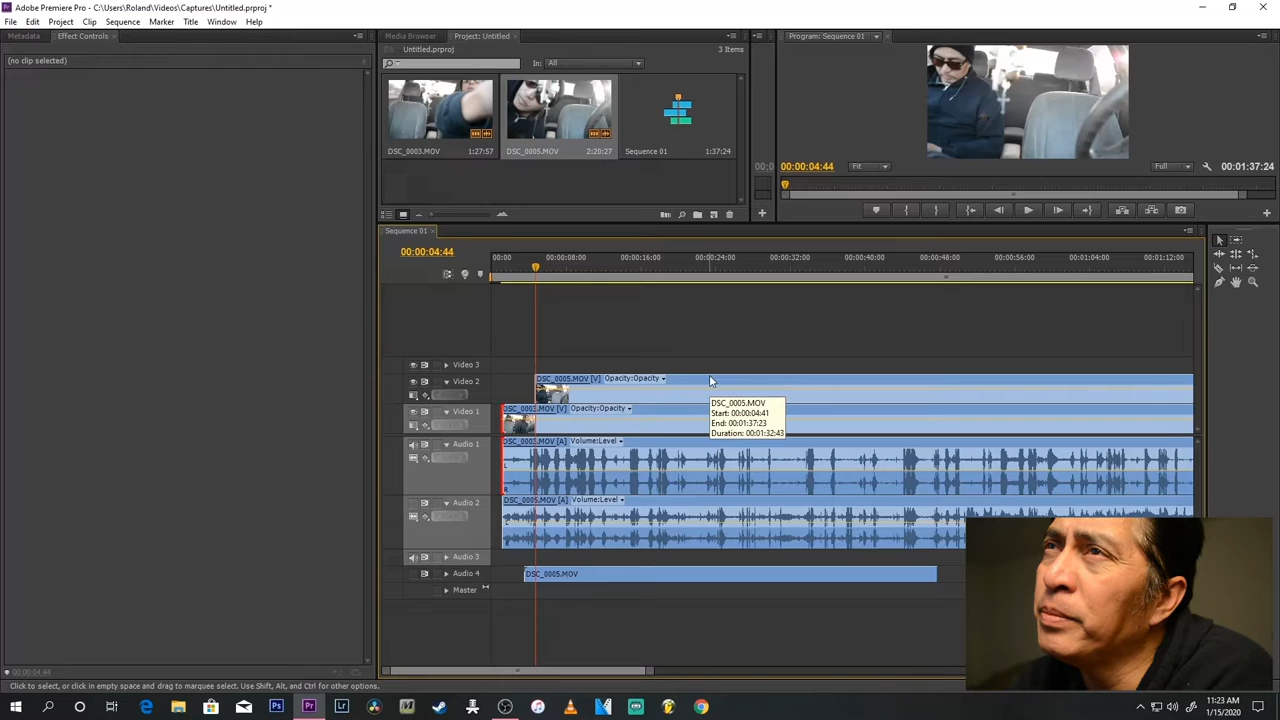 Adobe Premiere Pro - C:\Users\Roland\Videos\Captures\Untitled.prproj *
File Edit Project Clip Sequence Marker Title Window Help
Metadata Effect Controls
(no clip selected)
00:00:04:44
Media Browser Project: Untitled
Untitled.prproj 3 Items
In: All
DSC_0003.MOV 1:27:57 DSC_0005.MOV 2:20:27 Sequence 01 1:37:24
00;0
Program: Sequence 01
00:00:04:44 Fit Full 00:01:37:24
Sequence 01
00:00:04:44
00:00 00:00:08:00 00:00:16:00 00:00:24:00 00:00:32:00 00:00:40:00 00:00:48:00 00:00:56:00 00:01:04:00 00:01:12:00
Video 3
Video 2 DSC_0005.MOV [V] Opacity:Opacity
DSC_0005.MOV
Start: 00:00:04:41
End: 00:01:37:23
Duration: 00:01:32:43
Video 1 DSC_0003.MOV [V] Opacity:Opacity
Audio 1 DSC_0003.MOV [A] Volume:Level
L
R
Audio 2 DSC_0005.MOV [A] Volume:Level
L
R
Audio 3
Audio 4 DSC_0005.MOV
Master
Click to select, or click in empty space and drag to marquee select. Use Shift, Alt, and Ctrl for other options.
Ps Pr Lr
11:23 AM
1/15/2020